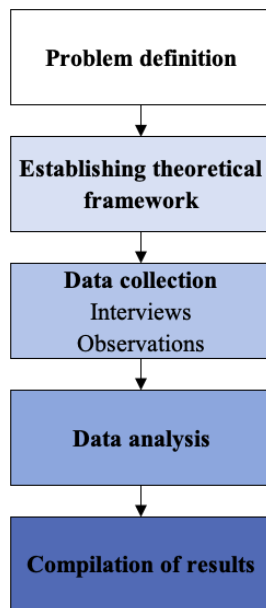 Problem definition
Establishing theoretical
framework
Data collection
Interviews
Observations
Data analysis
Compilation of results